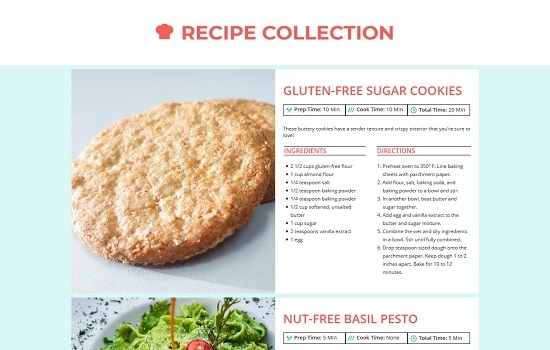 RECIPE COLLECTION
GLUTEN-FREE SUGAR COOKIES
Prep Time: 10 Min Cook Time: 10 Min Total Time: 20 Min
These buttery cookies have a tender texture and crispy exterior that you're sure to
love!
INGREDIENTS
2 1/2 cups gluten-free flour
1 cup almond flour
1/4 teaspoon salt
1/2 teaspoon baking powder
1/4 teaspoon baking powder
1/2 cup softened, unsalted
butter
1 cup sugar
2 teaspoons vanilla extract
1 egg
DIRECTIONS
1. Preheat oven to 350° F. Line baking
sheets with parchment paper.
2. Add flour, salt, baking soda, and
baking powder to a bowl and stir.
3. In another bowl, beat butter and
sugar together.
4. Add egg and vanilla extract to the
butter and sugar mixture.
5. Combine the wet and dry ingredients
in a bowl. Stir until fully combined.
6. Drop teaspoon-sized dough onto the
parchment paper. Keep dough 1 to 2
inches apart. Bake for 10 to 12
minutes.
NUT-FREE BASIL PESTO
Prep Time: 5 Min Cook Time: None Total Time: 5 Min